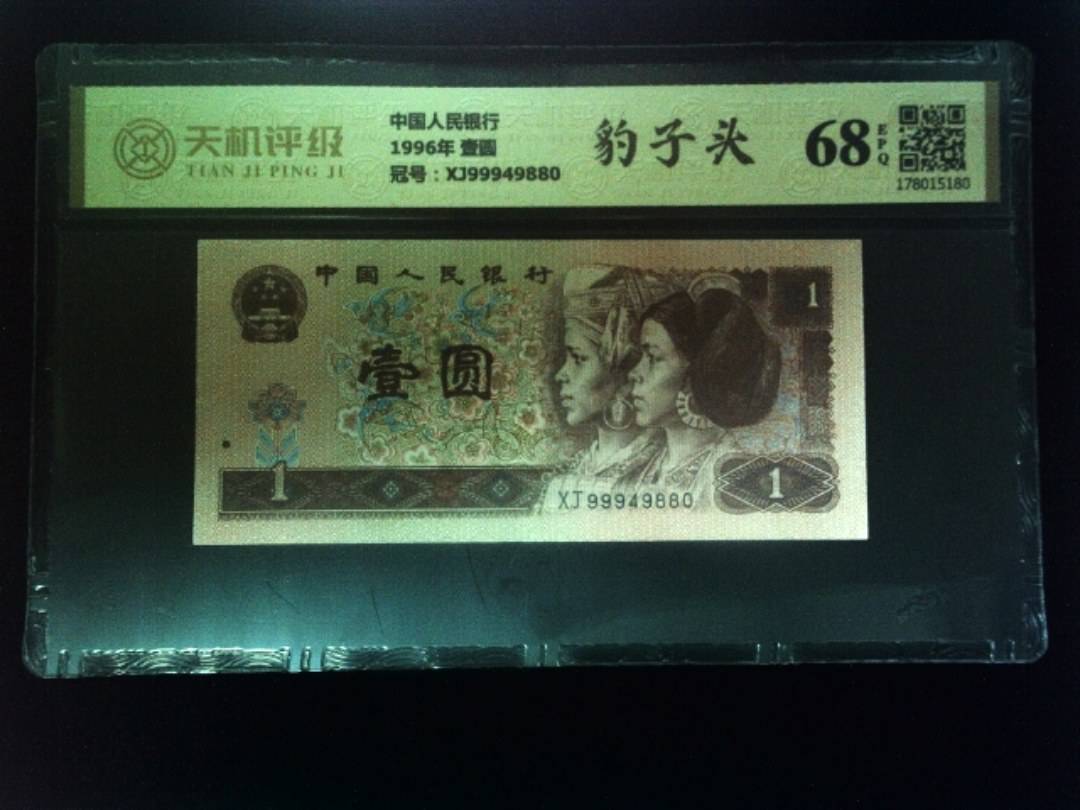 天机评级
TIAN JI PING JI
中国人民银行
1996年 壹圆
冠号：XJ99949880
豹子头
68
EPQ
178015180
中国人民银行
1
壹圆
1
XJ99949880
1